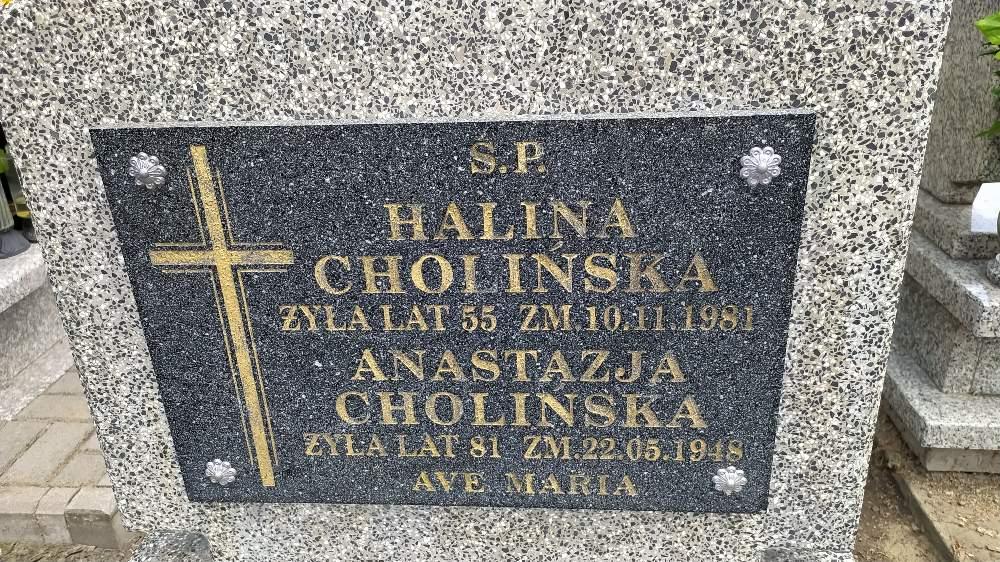 Ś.P.
HALINA
CHOLIŃSKA
ŻYŁA LAT 55 ZM.10.11.1981
ANASTAZJA
CHOLIŃSKA
ŻYŁA LAT 81 ZM.22.05.1948
AVE MARIA